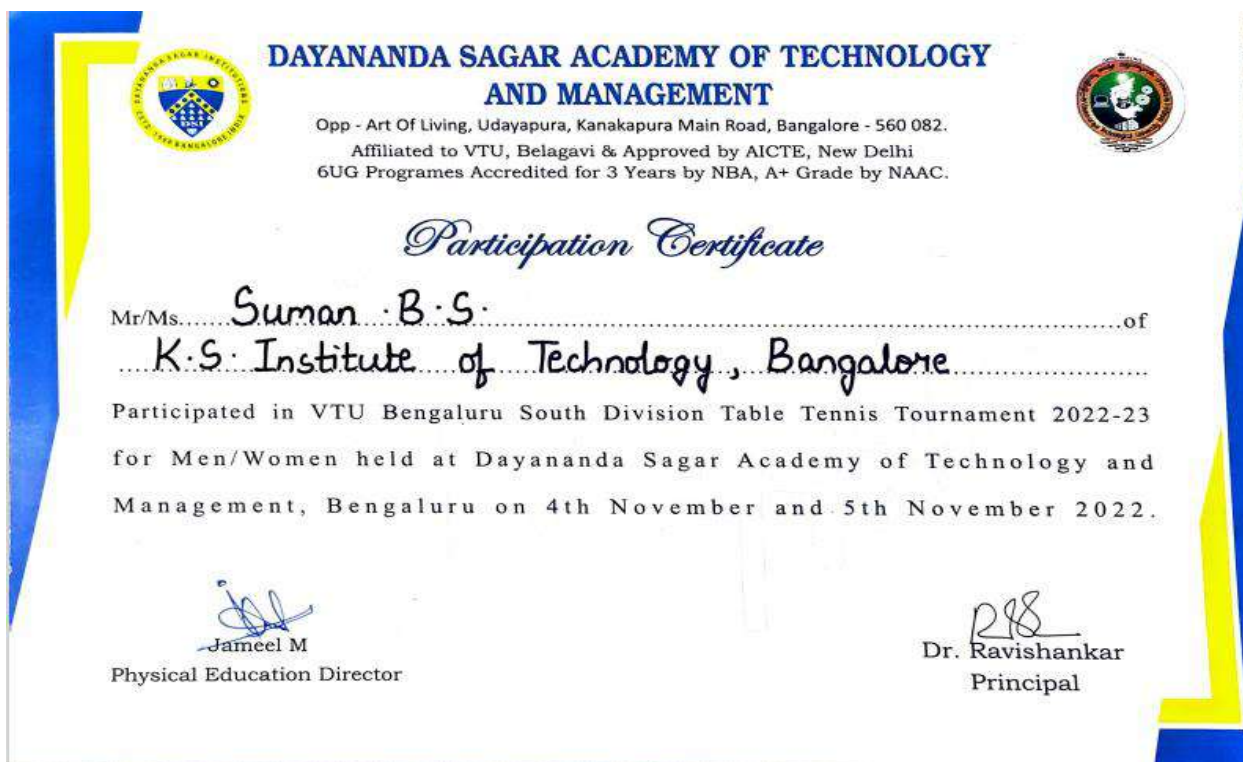 DAYANANDA SAGAR ACADEMY OF TECHNOLOGY
AND MANAGEMENT
Opp - Art Of Living, Udayapura, Kanakapura Main Road, Bangalore - 560 082.
Affiliated to VTU, Belagavi & Approved by AICTE, New Delhi
6UG Programes Accredited for 3 Years by NBA, A+ Grade by NAAC.
Participation Certificate
Mr/Ms......Suman .B.S. ................of
K.S. Institute of Technology, Bangalore
Participated in VTU Bengaluru South Division Table Tennis Tournament 2022-23
for Men/Women held at Dayananda Sagar Academy of Technology and
Management, Bengaluru on 4th November and 5th November 2022.
Jameel M
Physical Education Director
Dr. Ravishankar
Principal